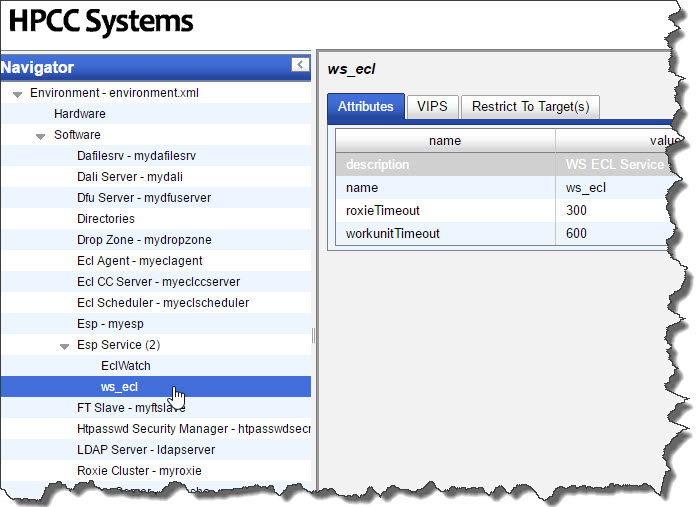 HPCC Systems
Navigator
Environment - environment.xml
Hardware
Software
Dafilesrv - mydafilesrv
Dali Server - mydali
Dfu Server - mydfuserver
Directories
Drop Zone - mydropzone
Ecl Agent - myeclagent
Ecl CC Server - myeclccserver
Ecl Scheduler - myeclscheduler
Esp - myesp
Esp Service (2)
EclWatch
ws_ecl
FT Slave - myftslave
Htpasswd Security Manager - htpasswdsecr
LDAP Server - ldapserver
Roxie Cluster - myroxie
ws_ecl
Attributes VIPS Restrict To Target(s)
name value
description WS ECL Service
name ws_ecl
roxieTimeout 300
workunitTimeout 600